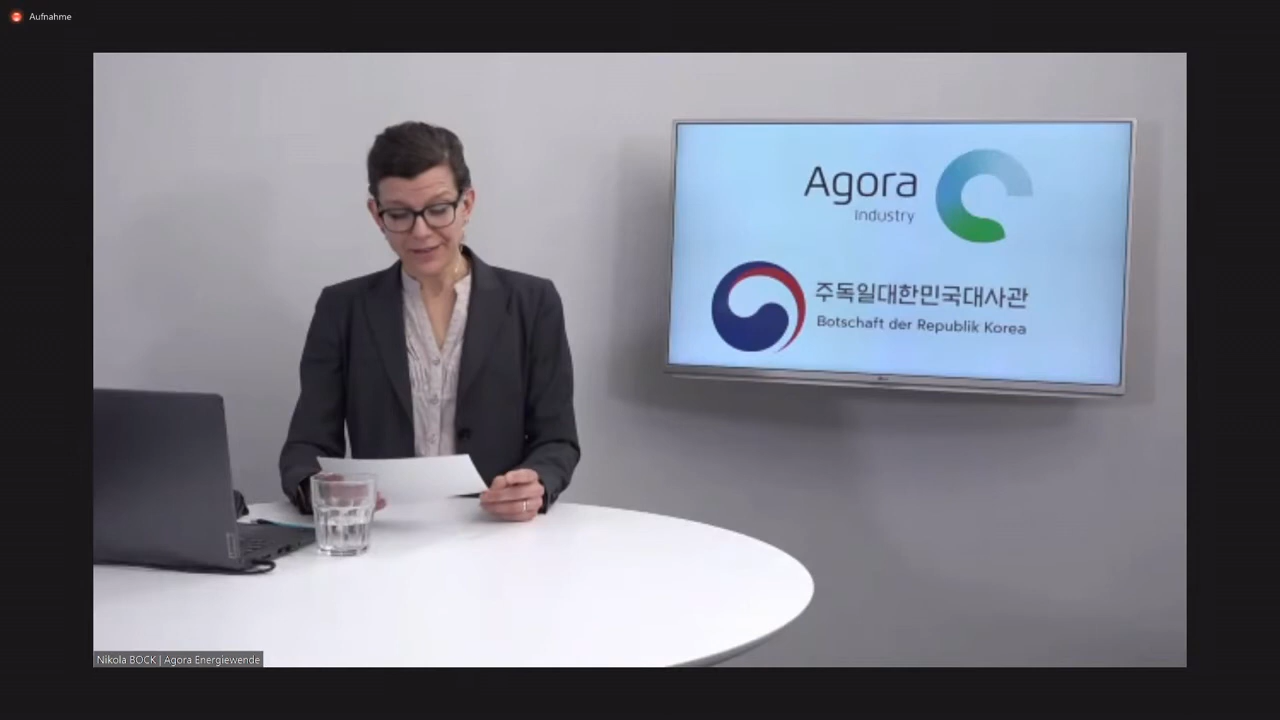 Aufnahme
Agora
Industry
주독일대한민국대사관
Botschaft der Republik Korea
Nikola BOCK | Agora Energiewende